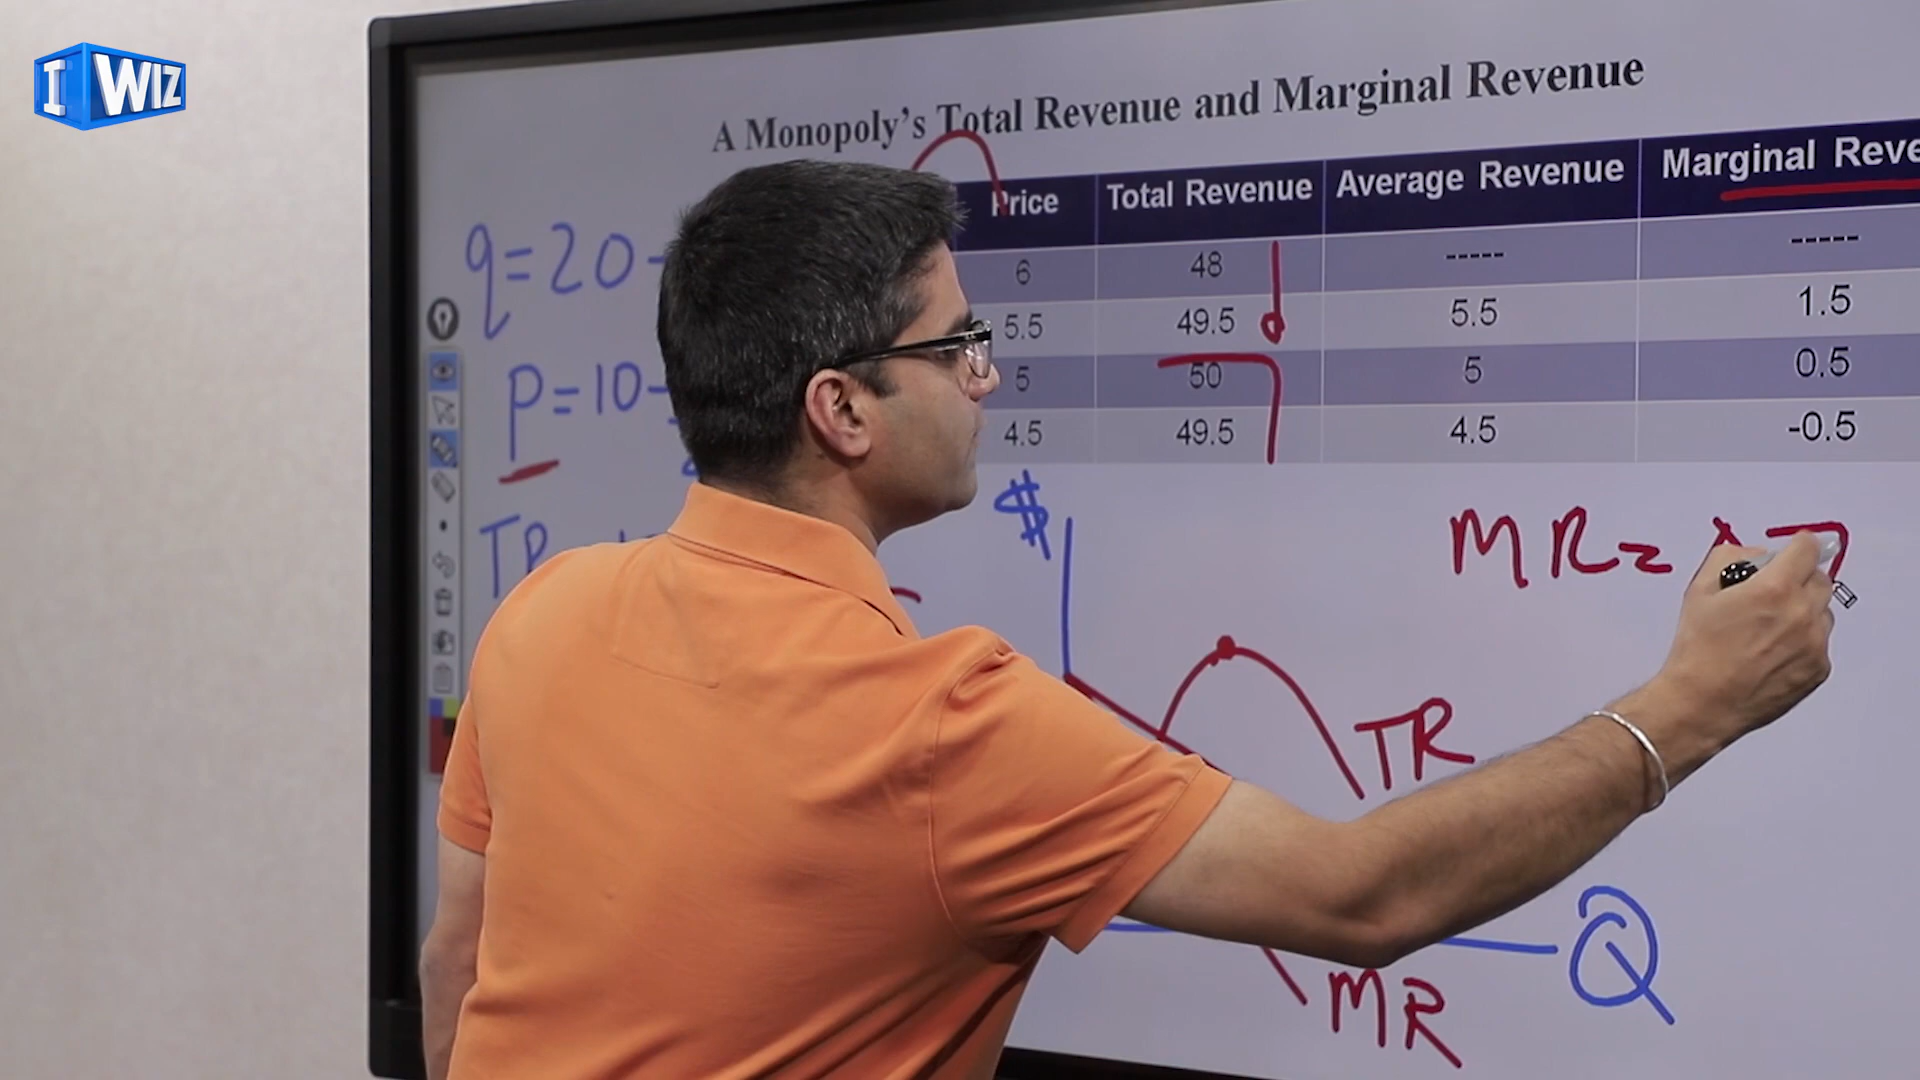 I WIZ
A Monopoly's Total Revenue and Marginal Revenue
Price Total Revenue Average Revenue Marginal Reve
6 48 ----- -----
5.5 49.5 5.5 1.5
5 50 5 0.5
4.5 49.5 4.5 -0.5
q=20-
P=10-
TR
$
MR=
TR
Q
MR